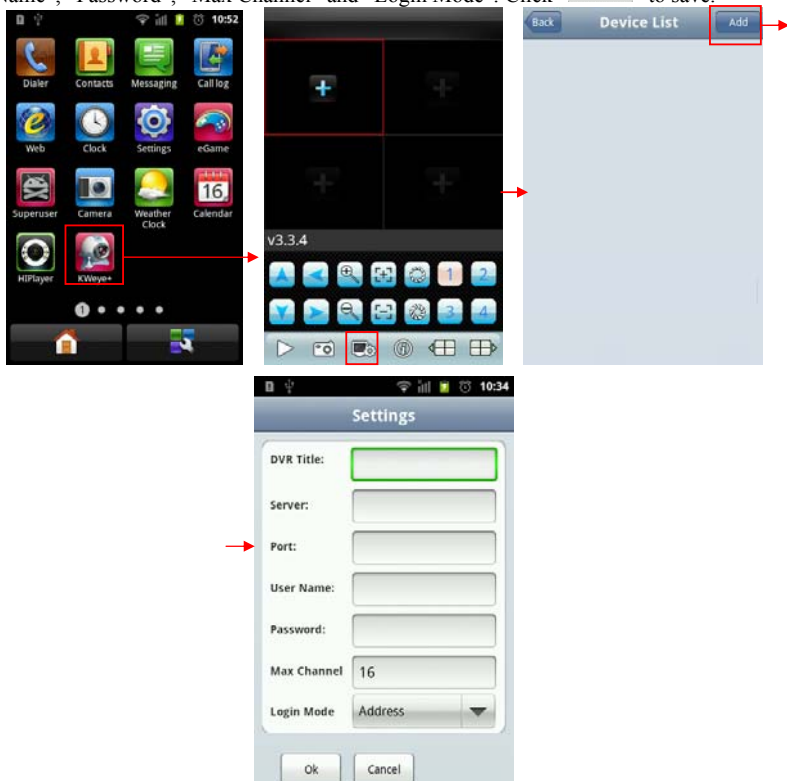 Name", "Password", "Max Channel" and "Login Mode". Click to save.
10:52
Dialer Contacts Messaging Call log
Web Clock Settings eGame
16
Superuser Camera Weather Clock Calendar
HiPlayer KWeye+
1
v3.3.4
1 2
3 4
Back Device List Add
10:34
Settings
DVR Title:
Server:
Port:
User Name:
Password:
Max Channel 16
Login Mode Address
Ok Cancel